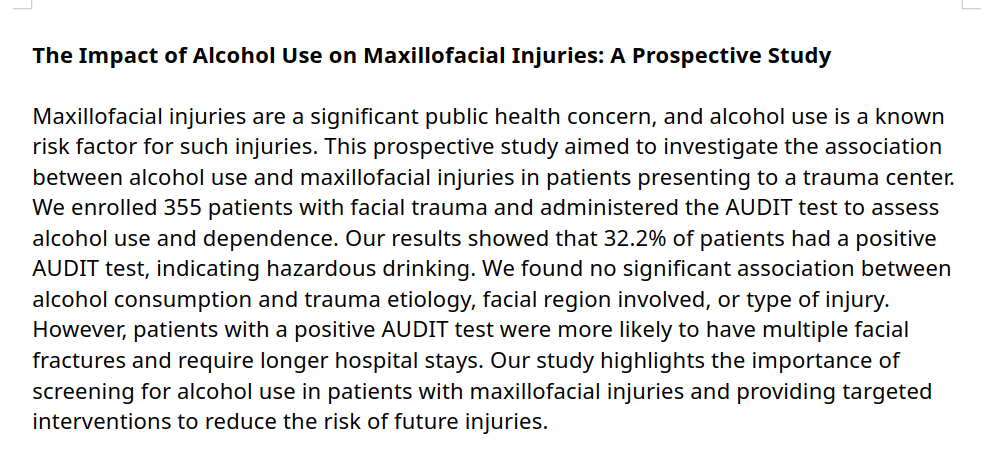 The Impact of Alcohol Use on Maxillofacial Injuries: A Prospective Study
Maxillofacial injuries are a significant public health concern, and alcohol use is a known
risk factor for such injuries. This prospective study aimed to investigate the association
between alcohol use and maxillofacial injuries in patients presenting to a trauma center.
We enrolled 355 patients with facial trauma and administered the AUDIT test to assess
alcohol use and dependence. Our results showed that 32.2% of patients had a positive
AUDIT test, indicating hazardous drinking. We found no significant association between
alcohol consumption and trauma etiology, facial region involved, or type of injury.
However, patients with a positive AUDIT test were more likely to have multiple facial
fractures and require longer hospital stays. Our study highlights the importance of
screening for alcohol use in patients with maxillofacial injuries and providing targeted
interventions to reduce the risk of future injuries.